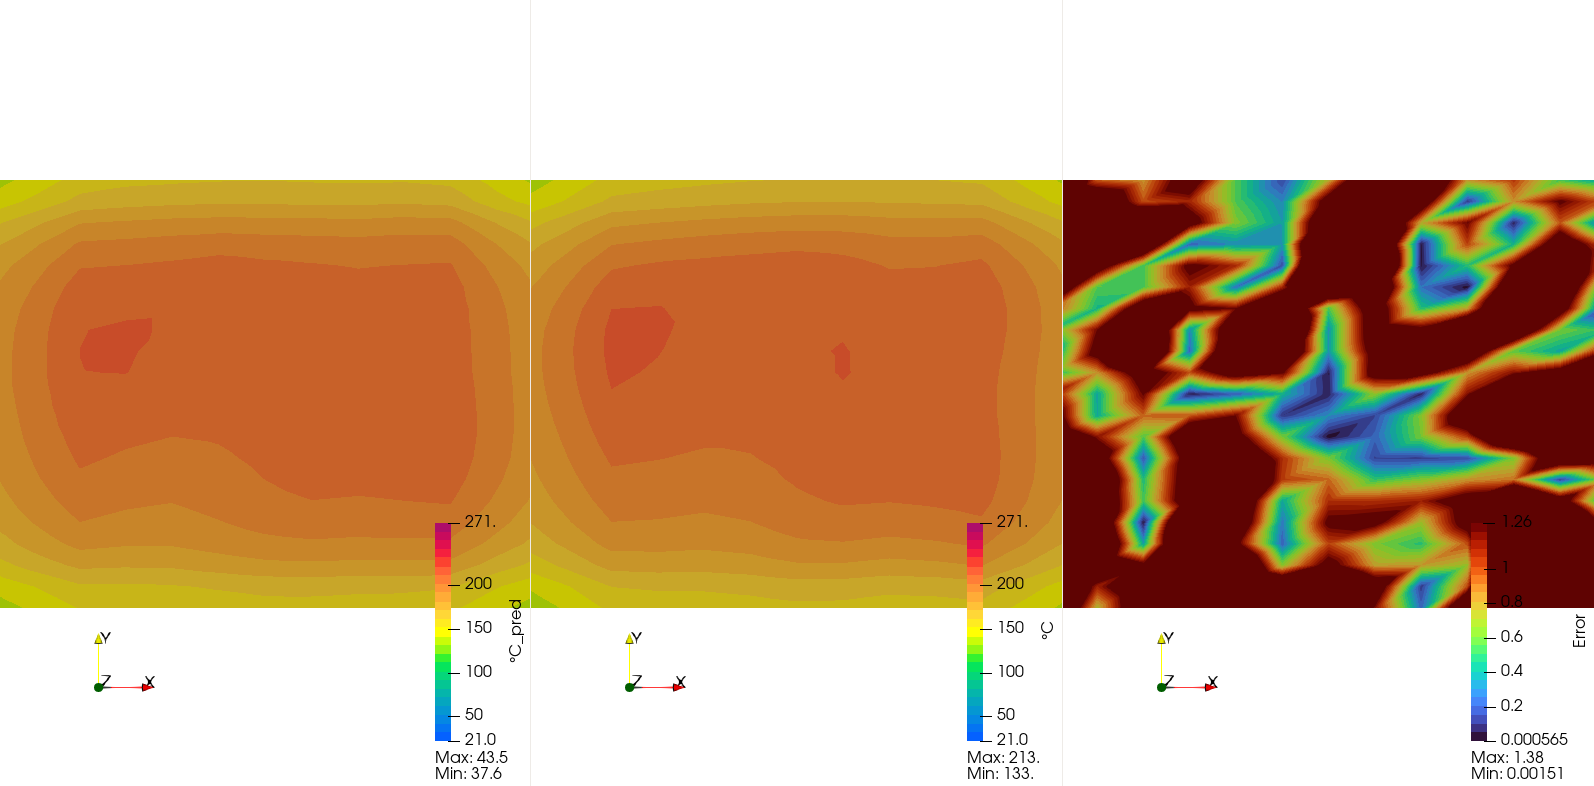 271.
200
150
100
50
21.0
°C_pred
Max: 43.5
Min: 37.6
Y
Z
X
271.
200
150
100
50
21.0
°C
Max: 213.
Min: 133.
Y
Z
X
1.26
1
0.8
0.6
0.4
0.2
0.000565
Error
Max: 1.38
Min: 0.00151
Y
Z
X